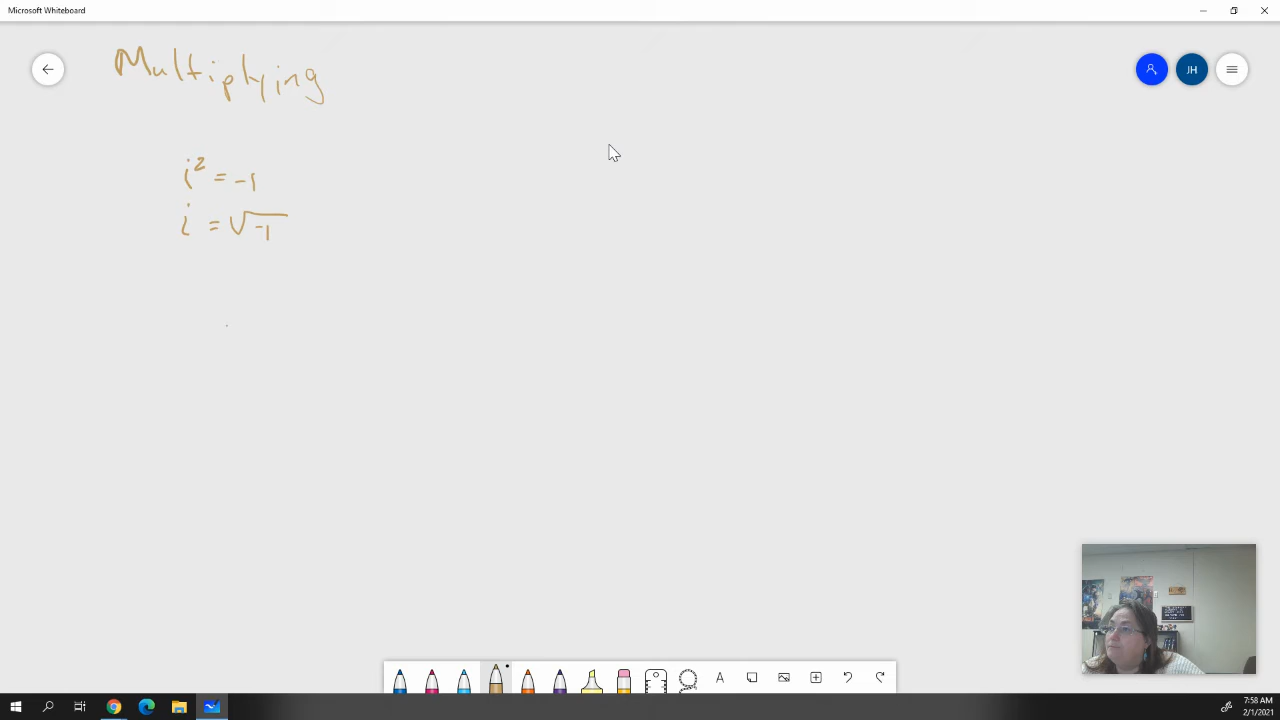 Microsoft Whiteboard
Multiplying
JH
i² = -1
i = √-1
A
7:58 AM
2/1/2021